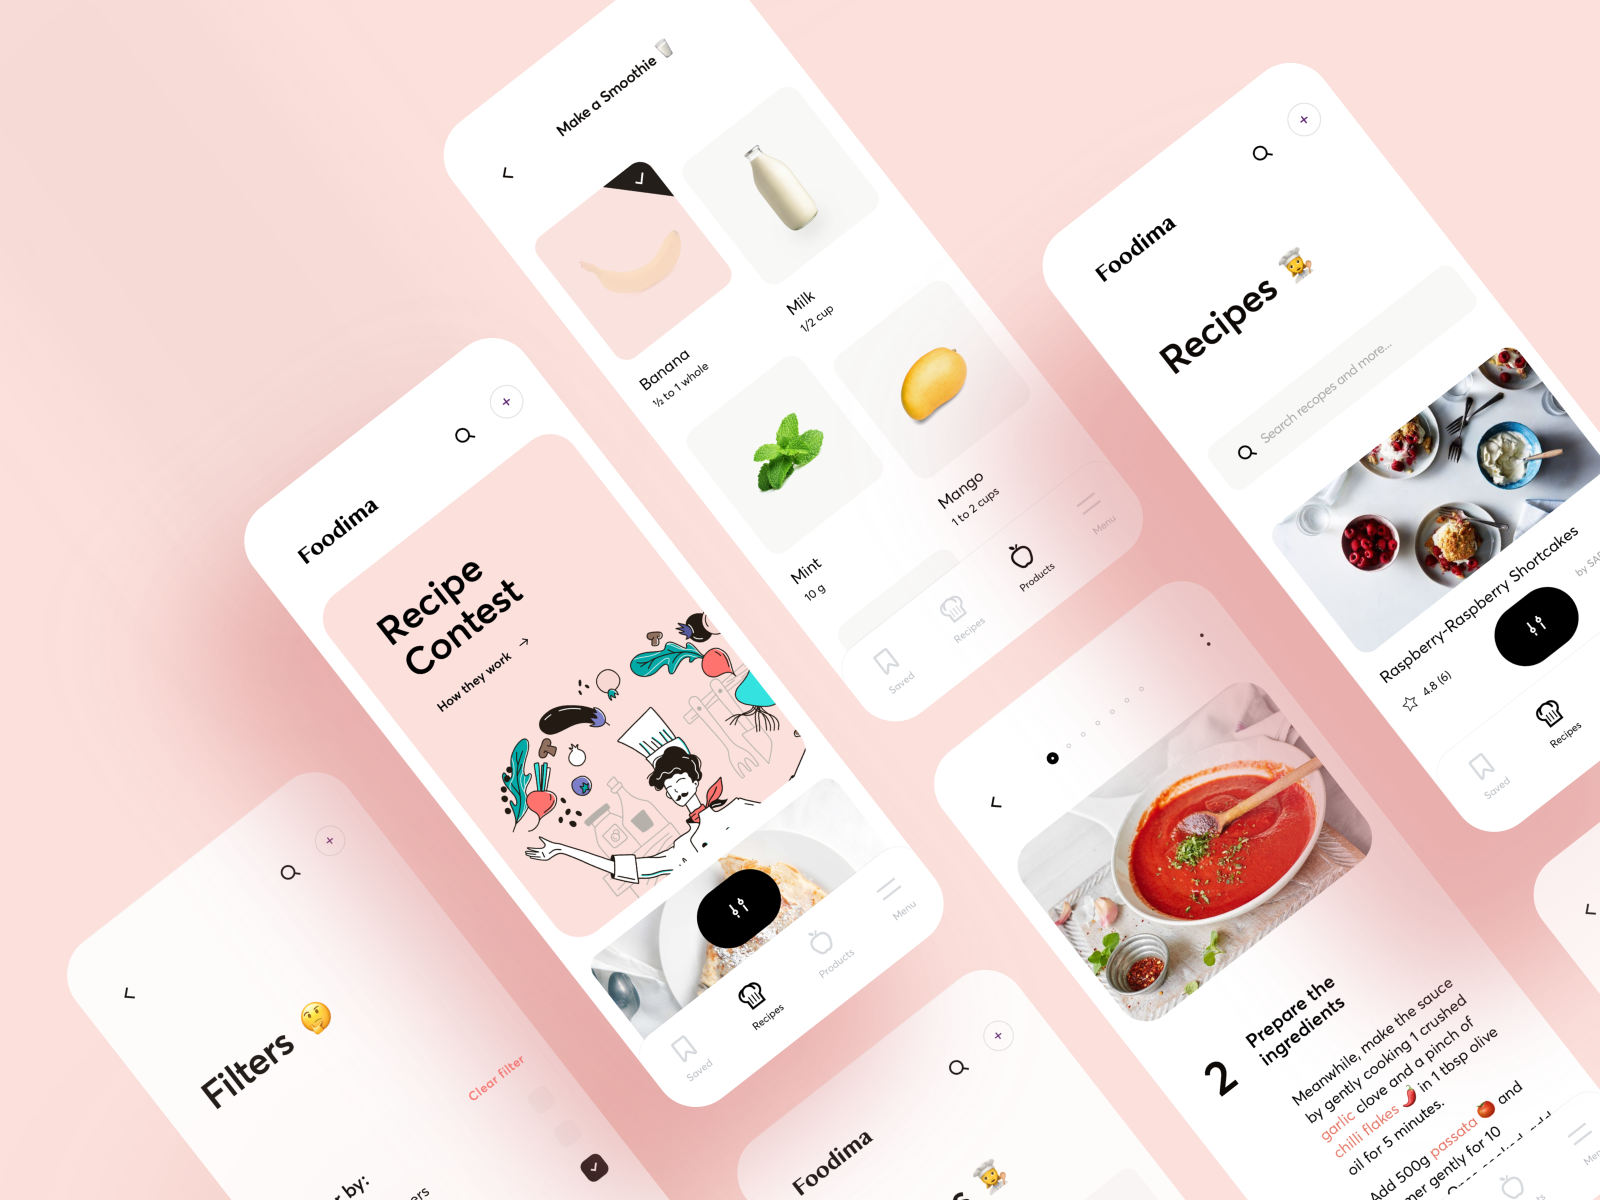 Make a Smoothie
Banana
½ to 1 whole
Milk
1/2 cup
Mint
10 g
Mango
1 to 2 cups
Saved
Recipes
Products
Menu
Foodima
Recipes
Search recopes and more...
Raspberry-Raspberry Shortcakes
4.8 (6)
by
Saved
Recipes
Foodima
Recipe
Contest
How they work
Saved
Recipes
Products
Menu
Filters
Clear filter
by:
Foodima
2
Prepare the
ingredients
Meanwhile, make the sauce
by gently cooking 1 crushed
garlic clove and a pinch of
chilli flakes in 1 tbsp olive
oil for 5 minutes.
Add 500g passata and
gently for 10